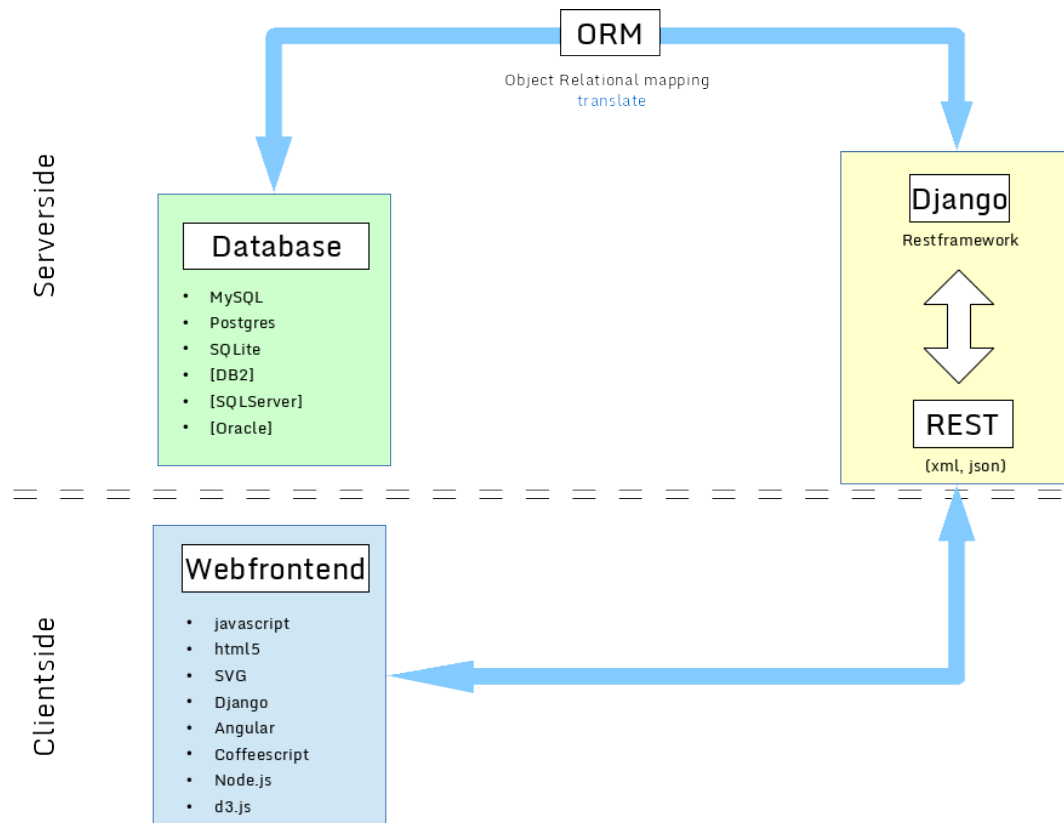 ORM
Object Relational mapping
translate
Serverside
Database
• MySQL
• Postgres
• SQLite
• [DB2]
• [SQLServer]
• [Oracle]
Django
Restframework
REST
(xml, json)
Clientside
Webfrontend
• javascript
• html5
• SVG
• Django
• Angular
• Coffeescript
• Node.js
• d3.js